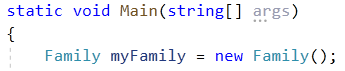 static void Main(string[] args)
{
Family myFamily = new Family();